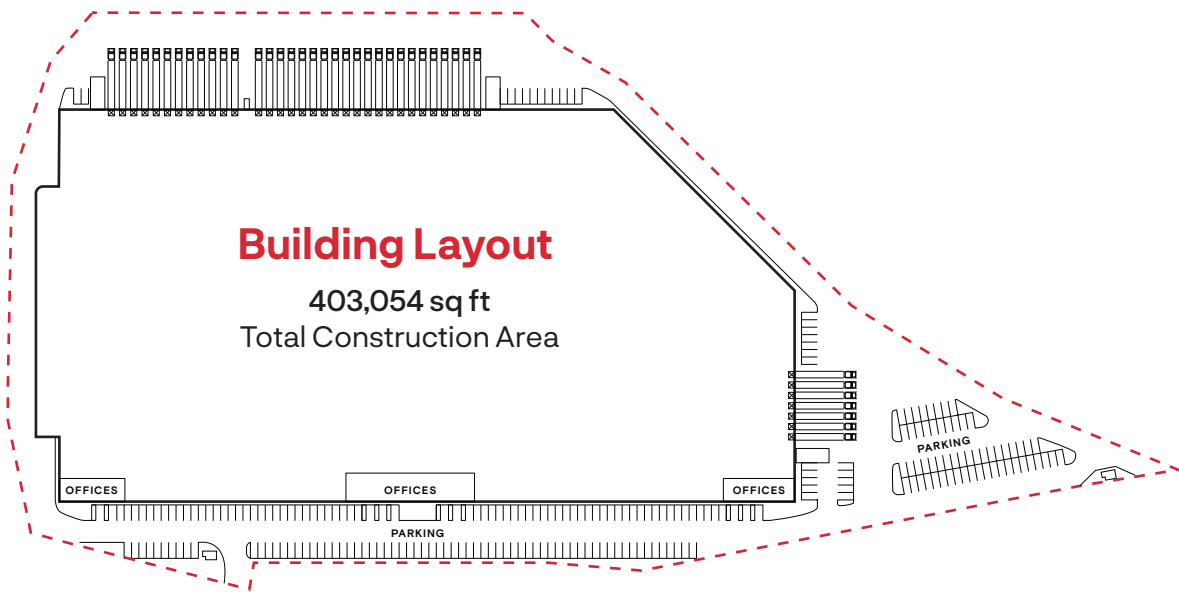 Building Layout
403,054 sq ft
Total Construction Area
PARKING
OFFICES
OFFICES
OFFICES
PARKING